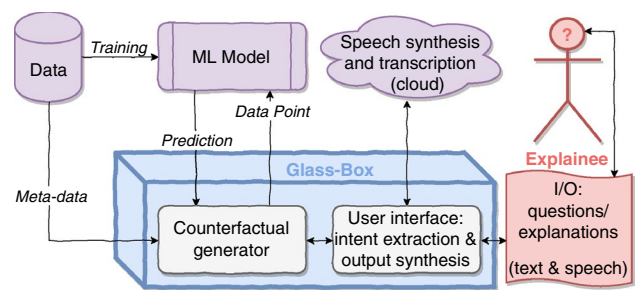 Data
Training
ML Model
Speech synthesis
and transcription
(cloud)
?
Data Point
Prediction
Explainee
Glass-Box
Meta-data
Counterfactual
generator
User interface:
intent extraction &
output synthesis
I/O:
questions/
explanations
(text & speech)